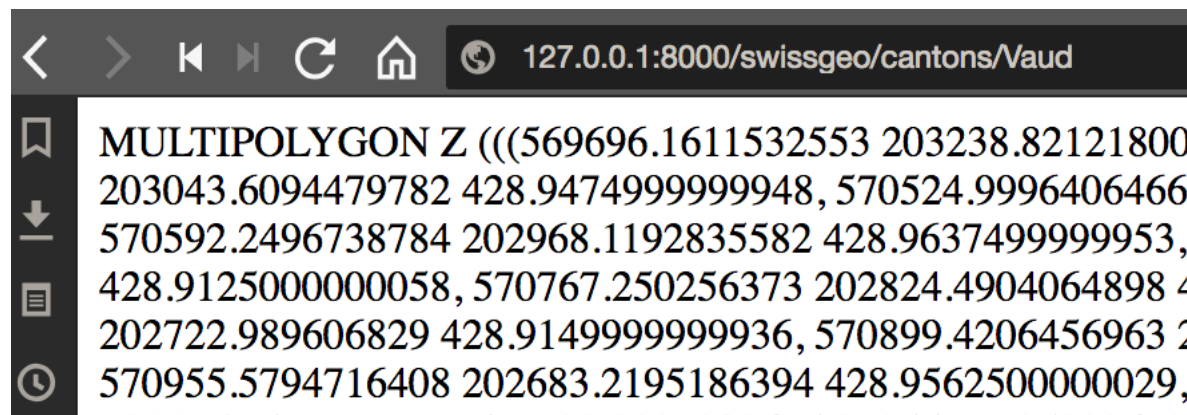 127.0.0.1:8000/swissgeo/cantons/Vaud
MULTIPOLYGON Z (((569696.1611532553 203238.82121800
203043.6094479782 428.9474999999948, 570524.9996406466
570592.2496738784 202968.1192835582 428.9637499999953,
428.9125000000058, 570767.250256373 202824.4904064898 4
202722.989606829 428.9149999999936, 570899.4206456963 2
570955.5794716408 202683.2195186394 428.9562500000029,